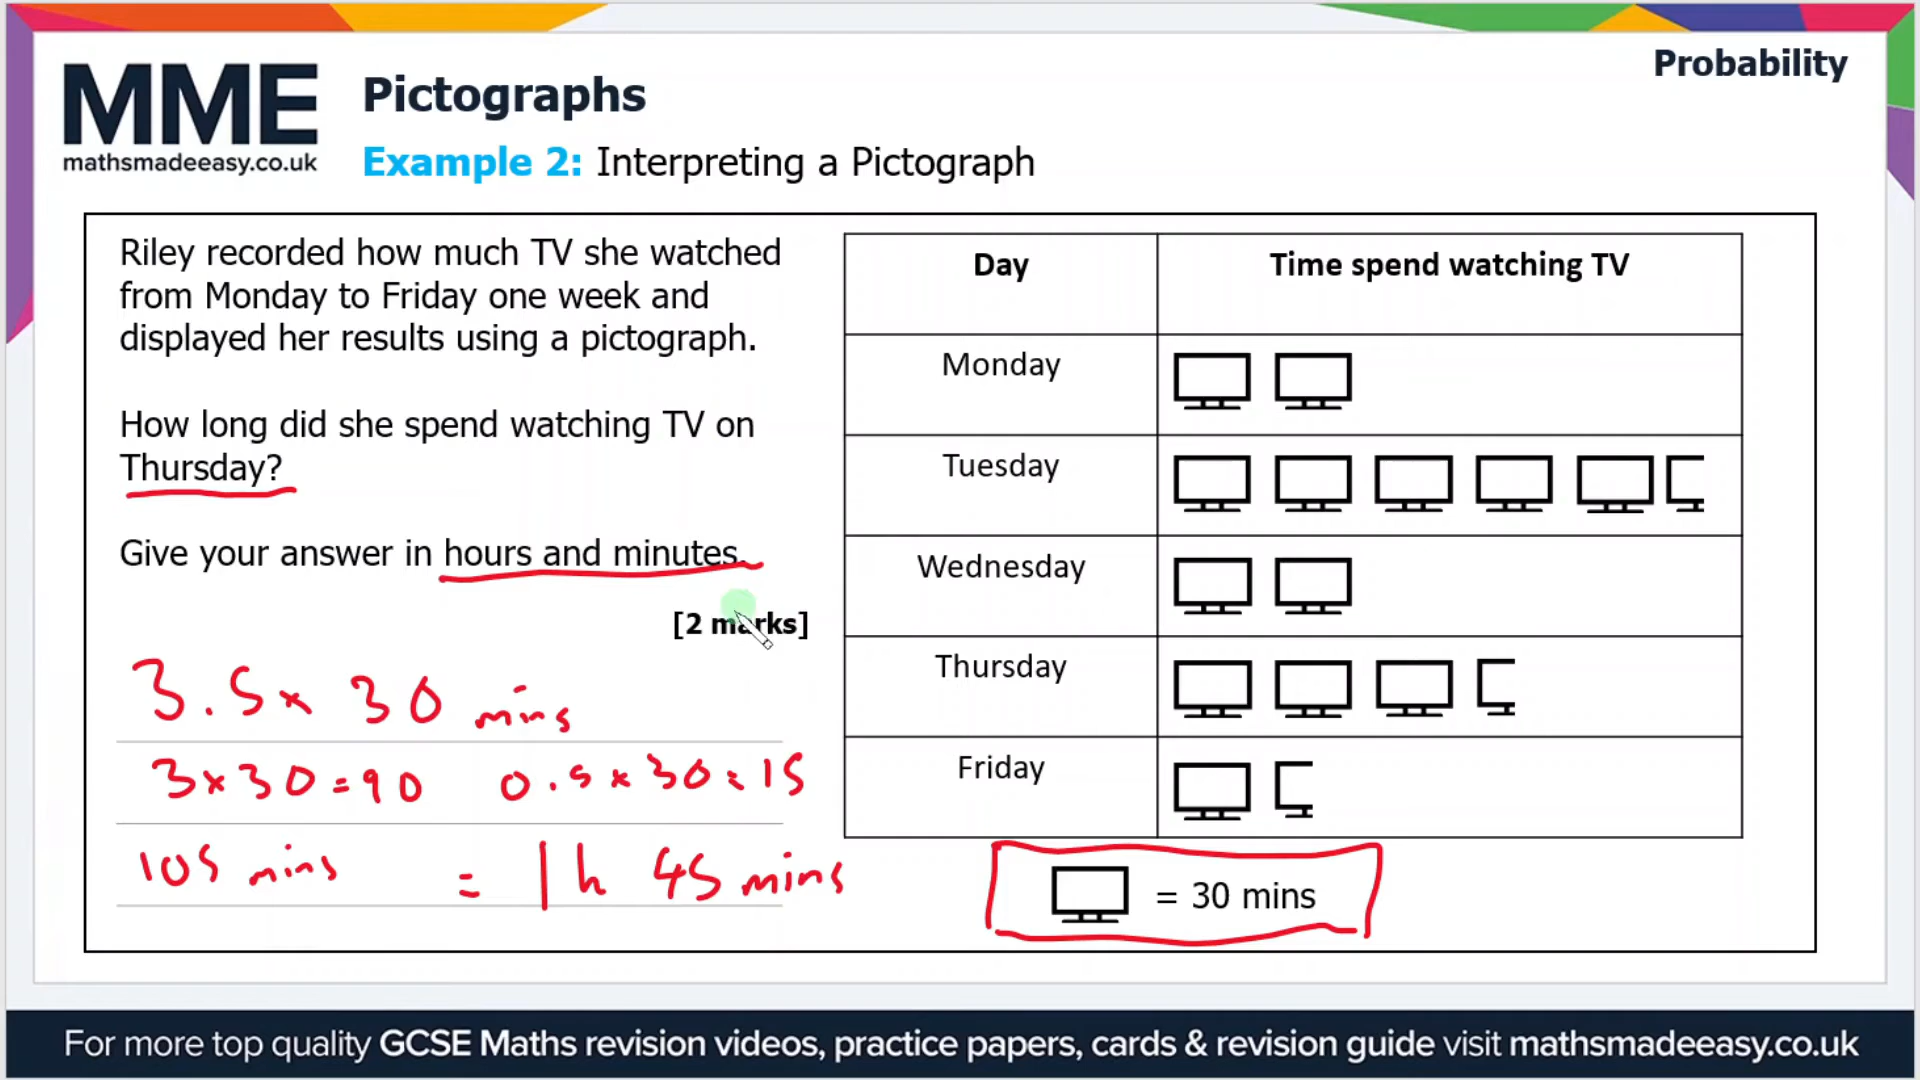 Probability
MME
mathsmadeeasy.co.uk
Pictographs
Example 2: Interpreting a Pictograph
Riley recorded how much TV she watched
from Monday to Friday one week and
displayed her results using a pictograph.
How long did she spend watching TV on
Thursday?
Give your answer in hours and minutes.
[2 marks]
3.5 x 30 mins
3 x 30 = 90 0.5 x 30 = 15
105 mins = 1h 45 mins
Day Time spend watching TV
Monday
Tuesday
Wednesday
Thursday
Friday
= 30 mins
For more top quality GCSE Maths revision videos, practice papers, cards & revision guide visit mathsmadeeasy.co.uk